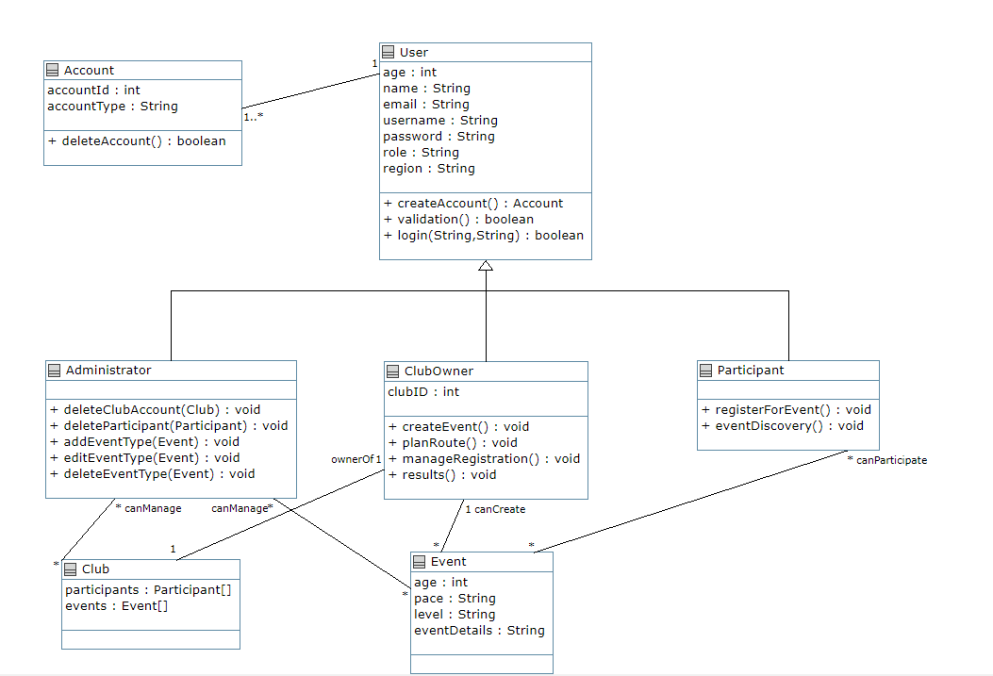 User
1
age : int
name : String
email : String
username : String
password : String
role : String
region : String
+ createAccount() : Account
+ validation() : boolean
+ login(String,String) : boolean
Account
accountId : int
accountType : String
1..*
+ deleteAccount() : boolean
Administrator
+ deleteClubAccount(Club) : void
+ deleteParticipant(Participant) : void
+ addEventType(Event) : void
+ editEventType(Event) : void
+ deleteEventType(Event) : void
* canManage
canManage*
ClubOwner
clubID : int
+ createEvent() : void
+ planRoute() : void
+ manageRegistration() : void
+ results() : void
ownerOf 1
1 canCreate
Participant
+ registerForEvent() : void
+ eventDiscovery() : void
* canParticipate
1
*
Club
participants : Participant[]
events : Event[]
*
*
*
Event
age : int
pace : String
level : String
eventDetails : String